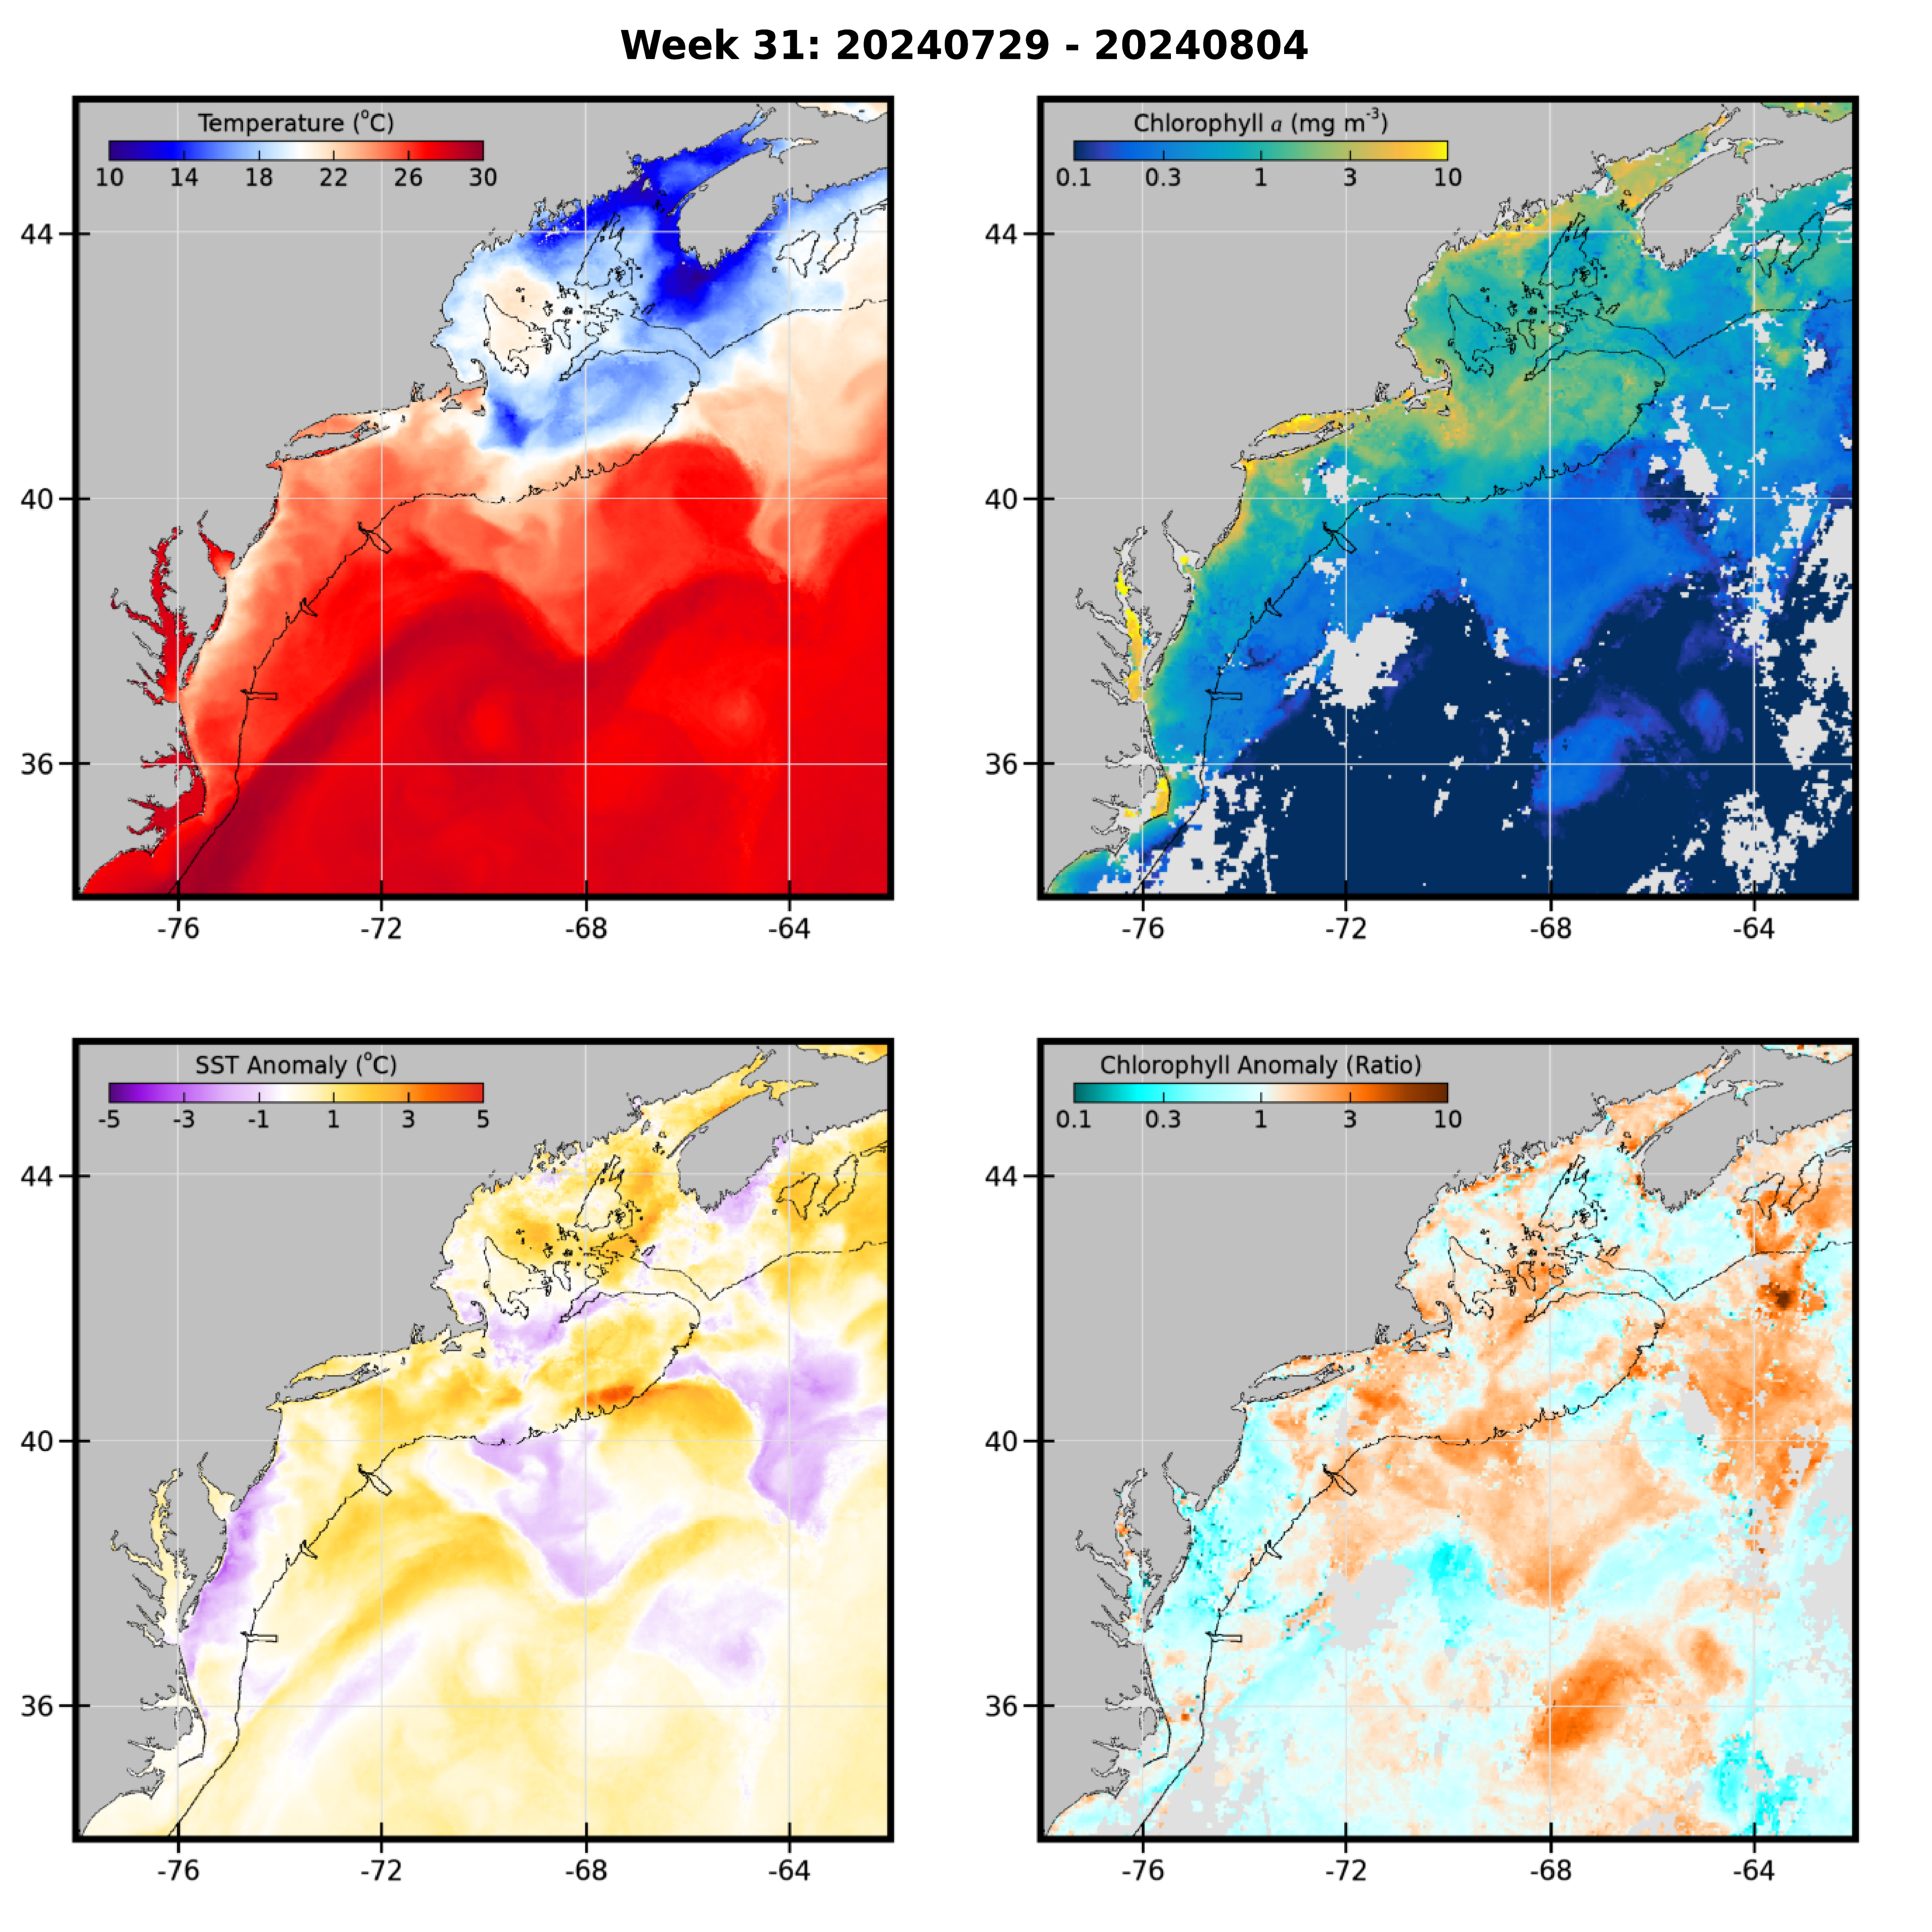 Week 31: 20240729 - 20240804
Temperature (°C)
10 14 18 22 26 30
44
40
36
-76 -72 -68 -64
Chlorophyll a (mg m⁻³)
0.1 0.3 1 3 10
44
40
36
-76 -72 -68 -64
SST Anomaly (°C)
-5 -3 -1 1 3 5
44
40
36
-76 -72 -68 -64
Chlorophyll Anomaly (Ratio)
0.1 0.3 1 3 10
44
40
36
-76 -72 -68 -64